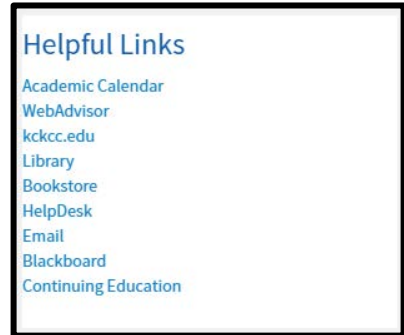 Helpful Links
Academic Calendar
WebAdvisor
kckcc.edu
Library
Bookstore
HelpDesk
Email
Blackboard
Continuing Education